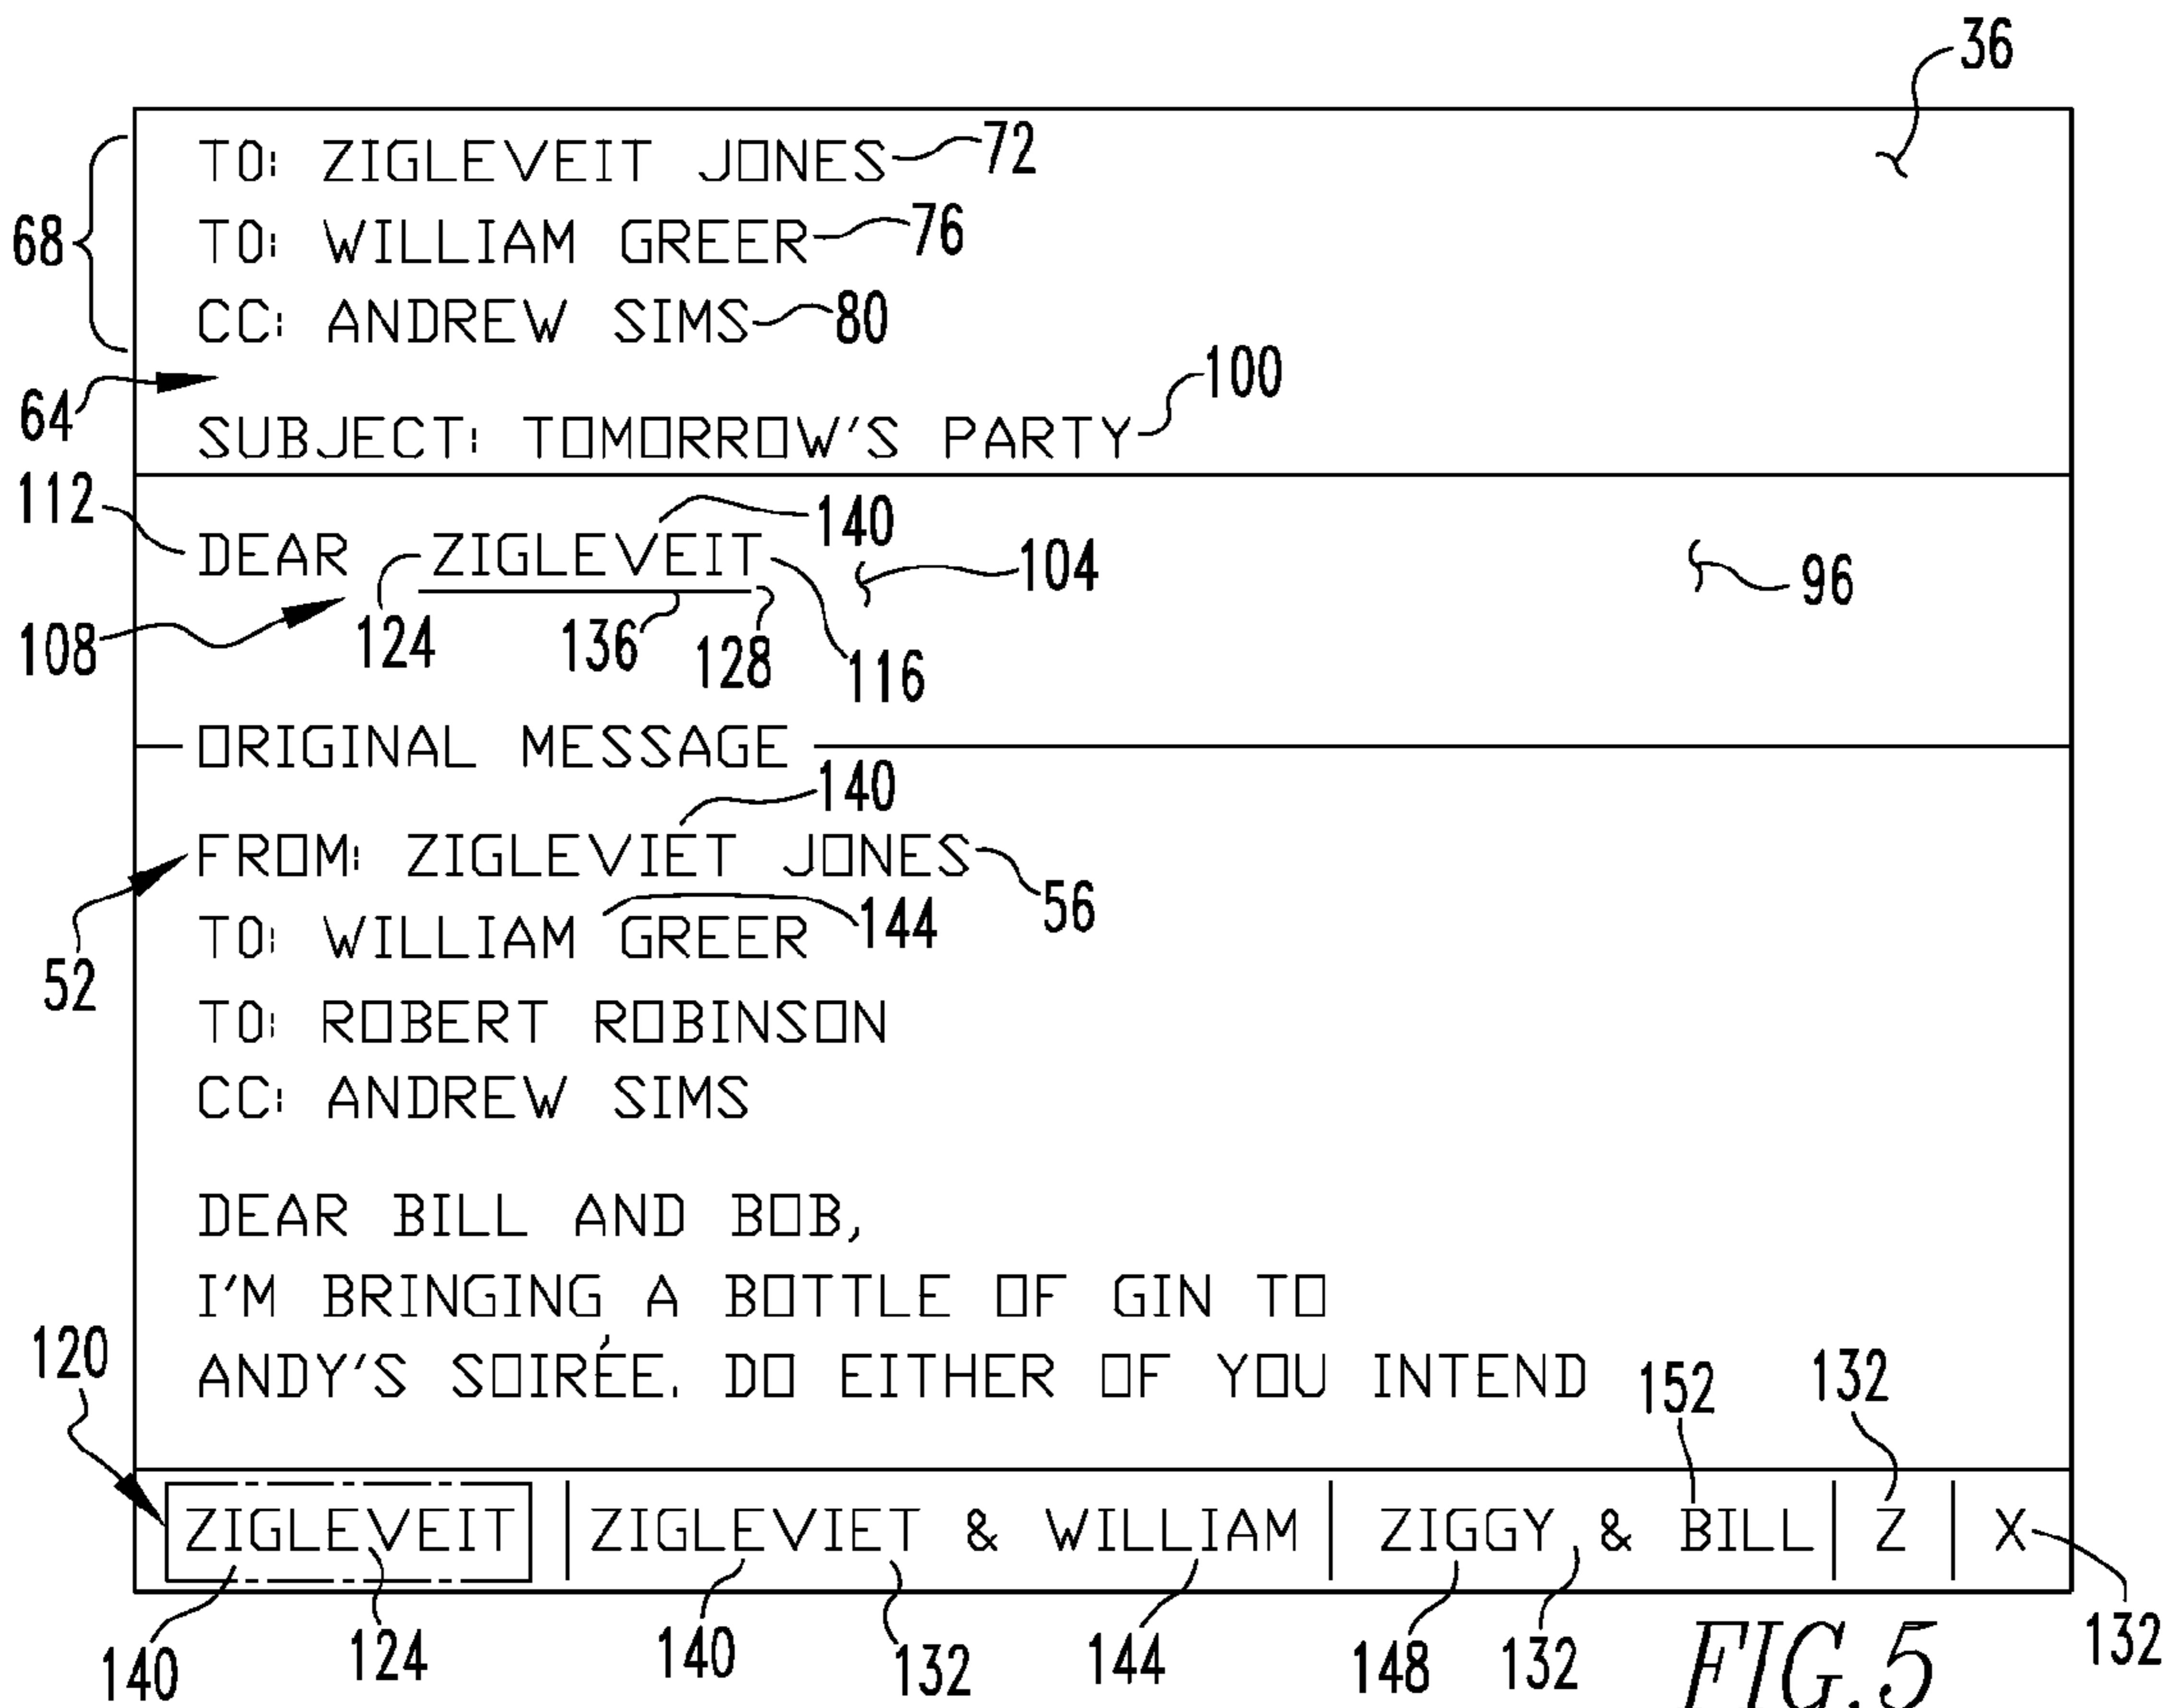 36
TO: ZIGLEVEIT JONES 72
68 TO: WILLIAM GREER 76
CC: ANDREW SIMS 80
64 100
SUBJECT: TOMORROW'S PARTY
112 140
DEAR ZIGLEVEIT 104 96
108 124 136 128 116
ORIGINAL MESSAGE
140
FROM: ZIGLEVIET JONES 56
52 TO: WILLIAM GREER 144
TO: ROBERT ROBINSON
CC: ANDREW SIMS
DEAR BILL AND BOB,
I'M BRINGING A BOTTLE OF GIN TO
120 ANDY'S SOIRÉE. DO EITHER OF YOU INTEND 152 132
ZIGLEVEIT | ZIGLEVIET & WILLIAM | ZIGGY & BILL | Z | X
140 124 140 132 144 148 132 132
FIG. 5